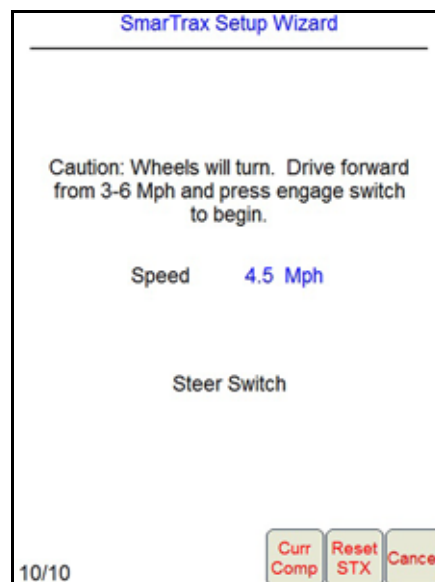 SmarTrax Setup Wizard
Caution: Wheels will turn. Drive forward
from 3-6 Mph and press engage switch
to begin.
Speed 4.5 Mph
Steer Switch
Curr Comp
Reset STX
Cance
10/10